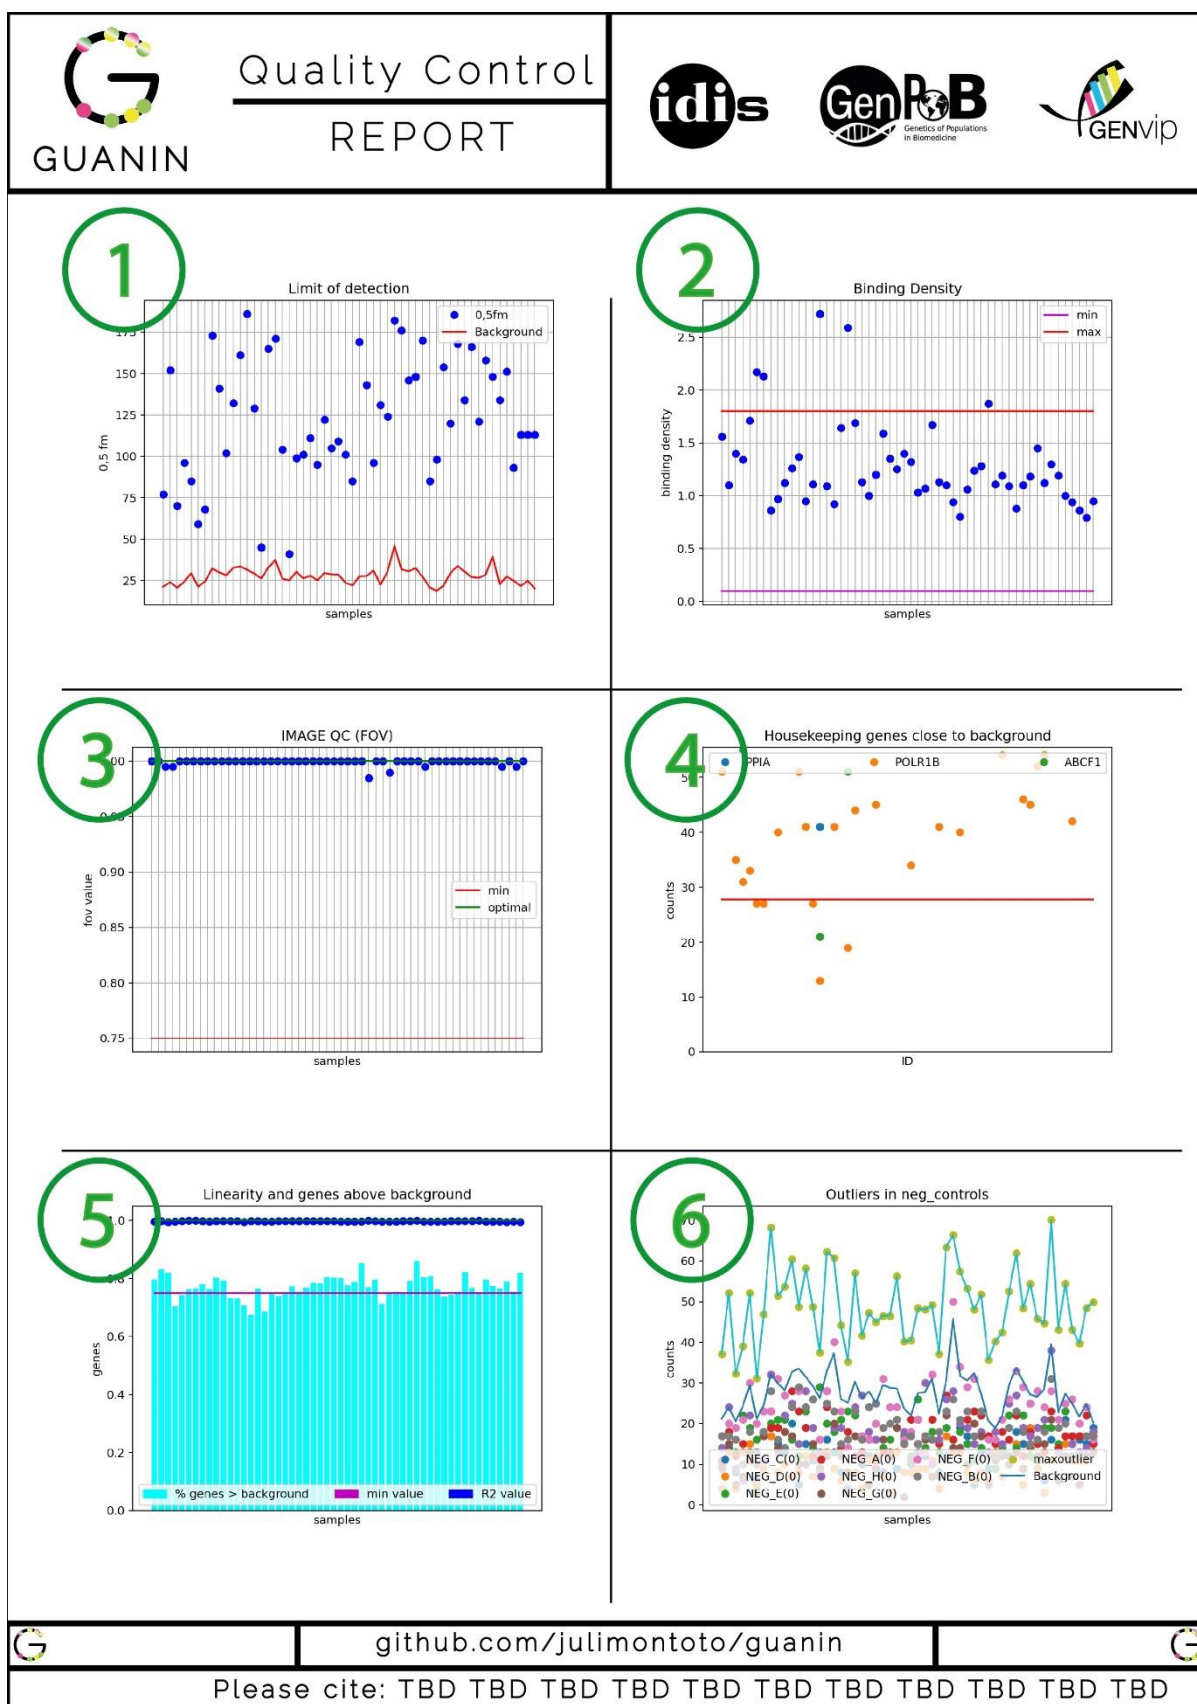 GUANIN
Quality Control
REPORT
idis
GenPoB
Genetics of Populations
in Biomedicine
GENvip
1
Limit of detection
0,5fm
Background
175
150
125
100
75
50
25
0,5 fm
samples
2
Binding Density
min
max
2.5
2.0
1.5
1.0
0.5
0.0
binding density
samples
3
IMAGE QC (FOV)
0.90
0.85
0.80
0.75
fov value
min
optimal
samples
4
Housekeeping genes close to background
PPIA
POLR1B
ABCF1
50
40
30
20
10
0
counts
ID
5
Linearity and genes above background
1.0
0.8
0.6
0.4
0.2
0.0
genes
% genes > background
min value
R2 value
samples
6
Outliers in neg_controls
70
60
50
40
30
20
10
0
counts
NEG_C(0)
NEG_A(0)
NEG_F(0)
maxoutlier
NEG_D(0)
NEG_H(0)
NEG_B(0)
Background
NEG_E(0)
NEG_G(0)
samples
github.com/julimontoto/guanin
Please cite: TBD TBD TBD TBD TBD TBD TBD TBD TBD TBD TBD